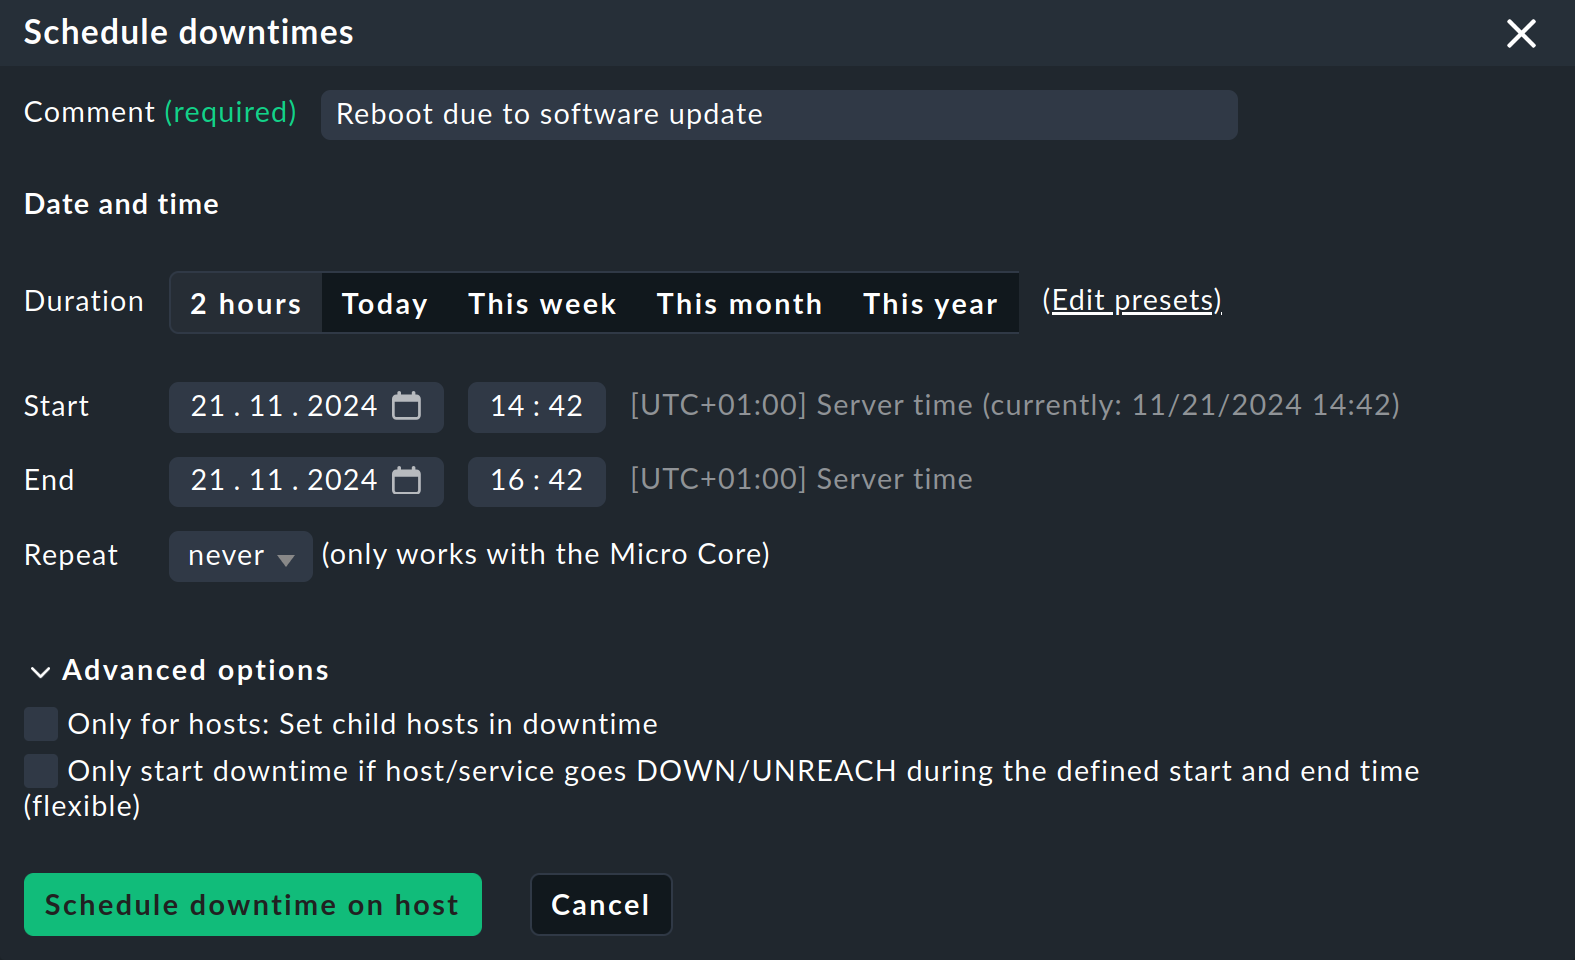 Schedule downtimes
Comment (required) Reboot due to software update
Date and time
Duration 2 hours Today This week This month This year (Edit presets)
Start 21.11.2024 14:42 [UTC+01:00] Server time (currently: 11/21/2024 14:42)
End 21.11.2024 16:42 [UTC+01:00] Server time
Repeat never (only works with the Micro Core)
Advanced options
Only for hosts: Set child hosts in downtime
Only start downtime if host/service goes DOWN/UNREACH during the defined start and end time
(flexible)
Schedule downtime on host Cancel